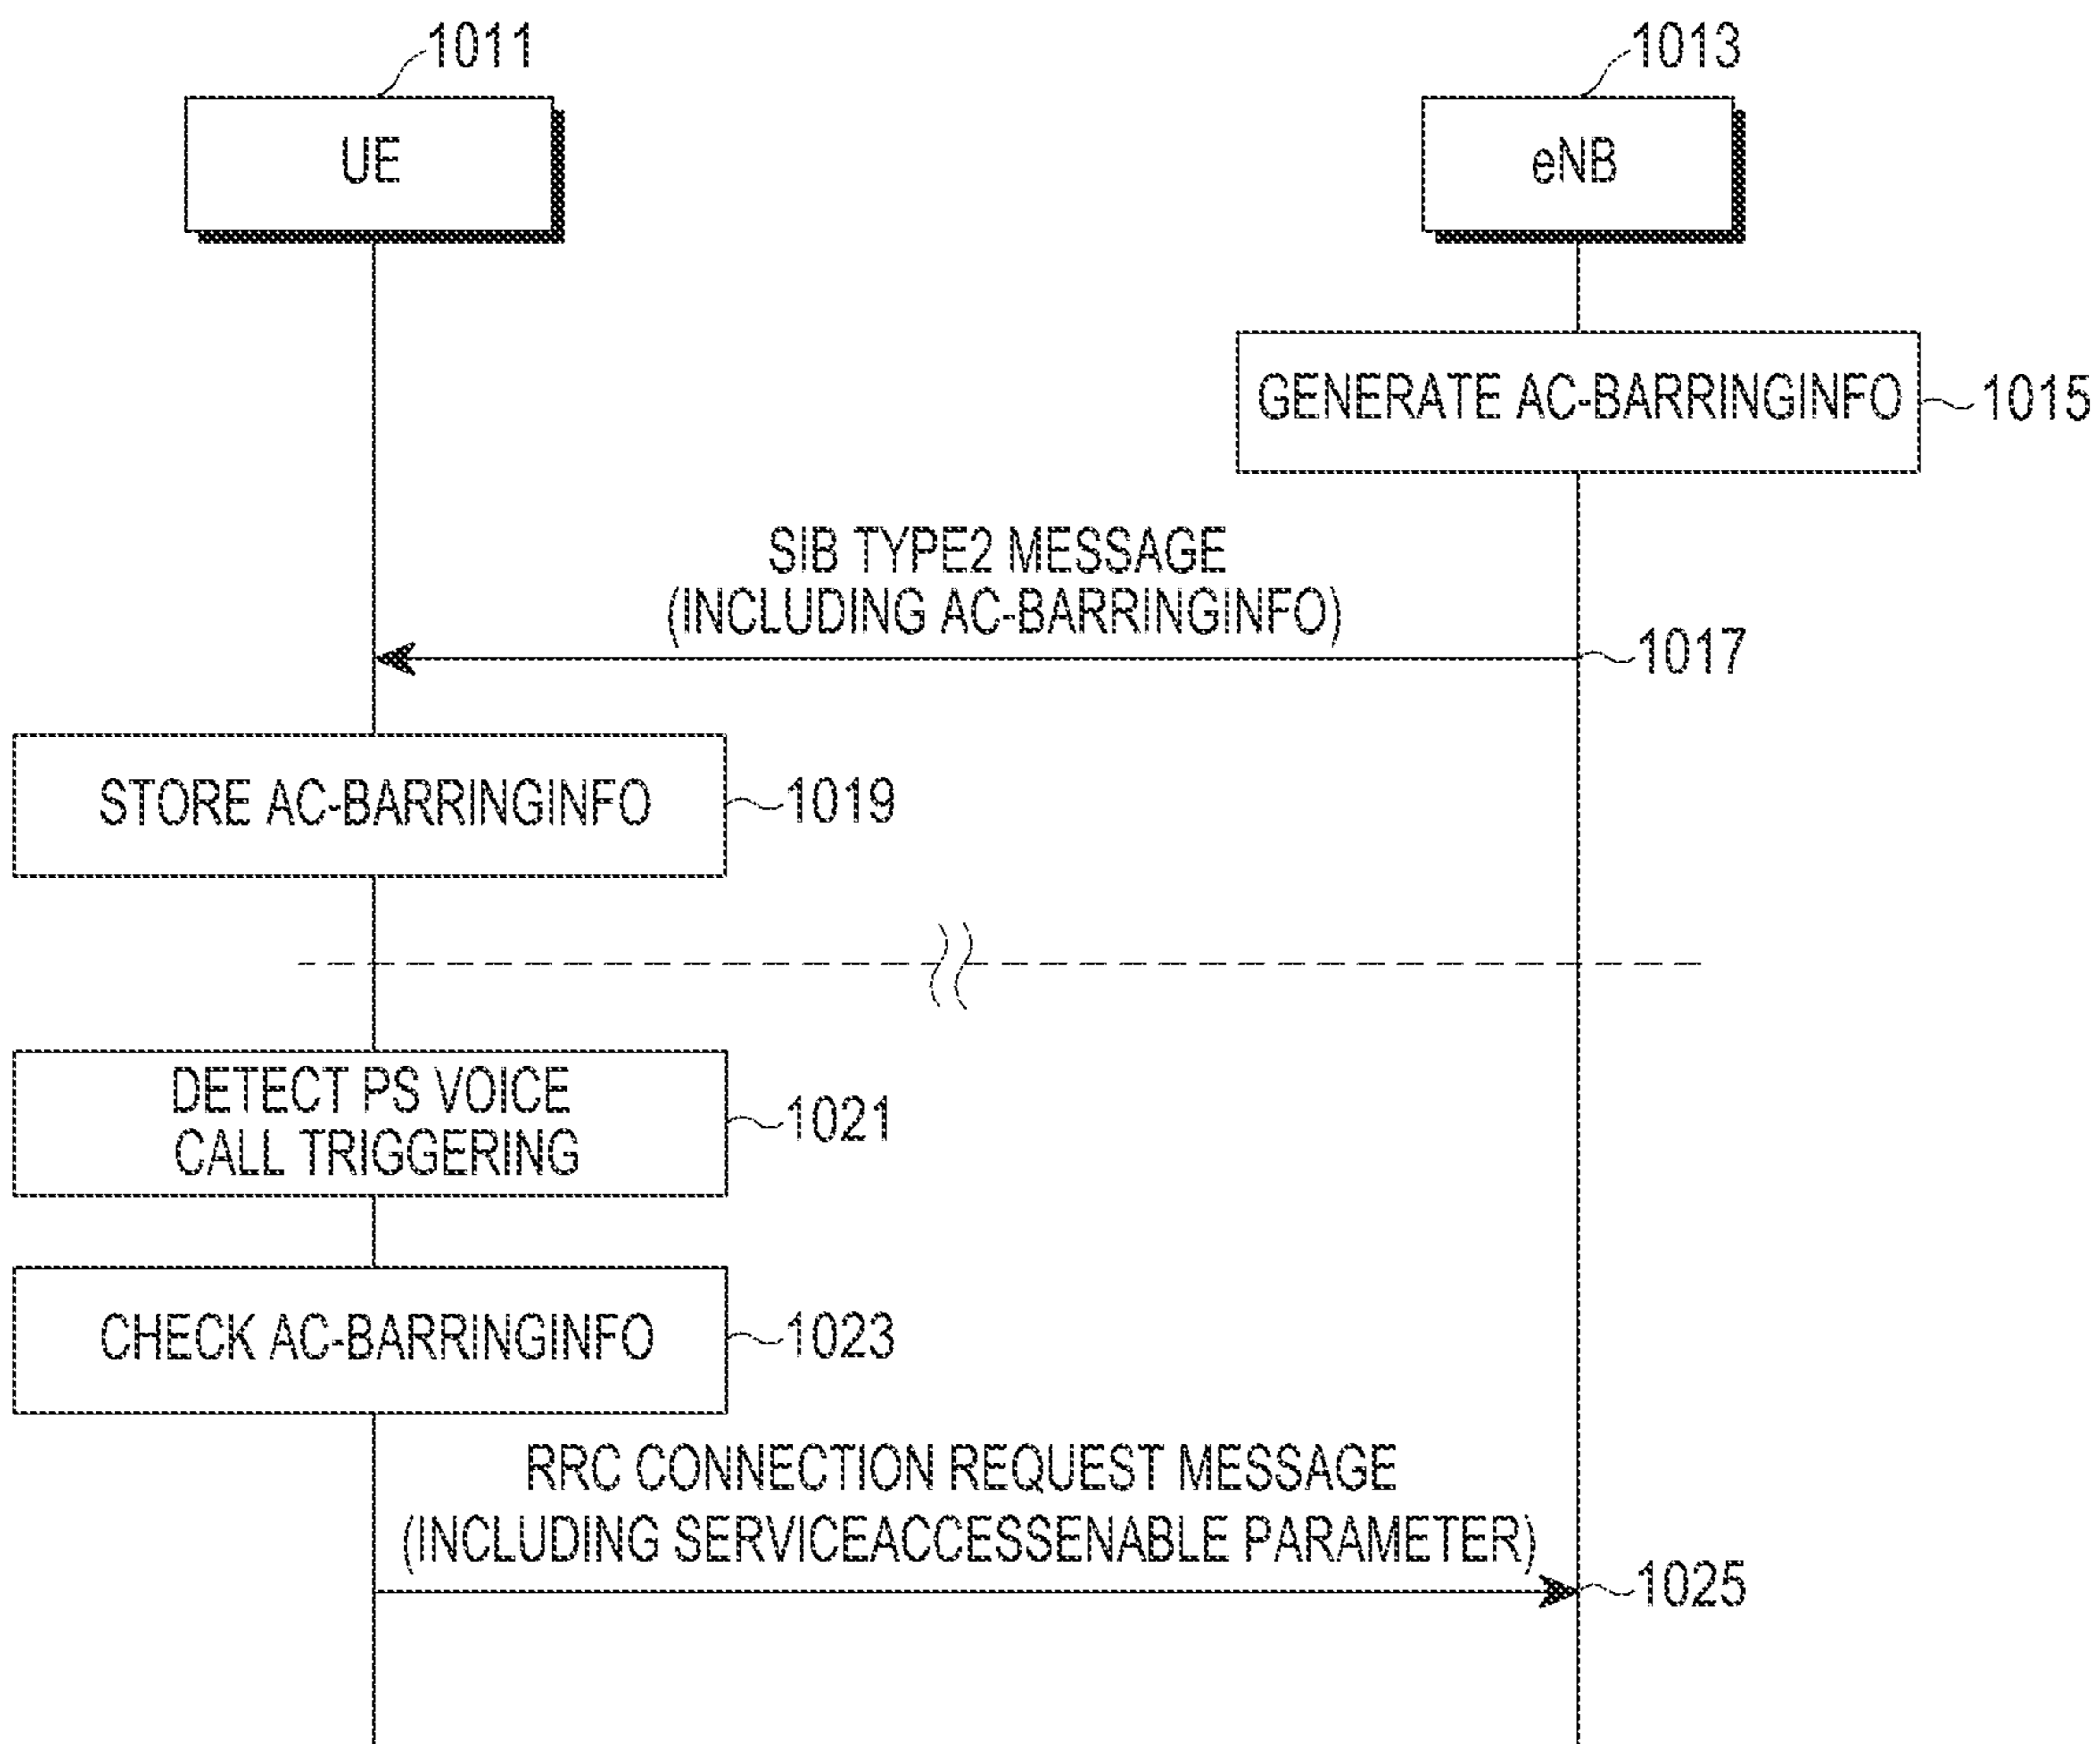 1011
1013
UE
eNB
GENERATE AC-BARRINGINFO
1015
SIB TYPE2 MESSAGE
(INCLUDING AC-BARRINGINFO)
1017
STORE AC-BARRINGINFO
1019
DETECT PS VOICE
CALL TRIGGERING
1021
CHECK AC-BARRINGINFO
1023
RRC CONNECTION REQUEST MESSAGE
(INCLUDING SERVICEACCESSENABLE PARAMETER)
1025